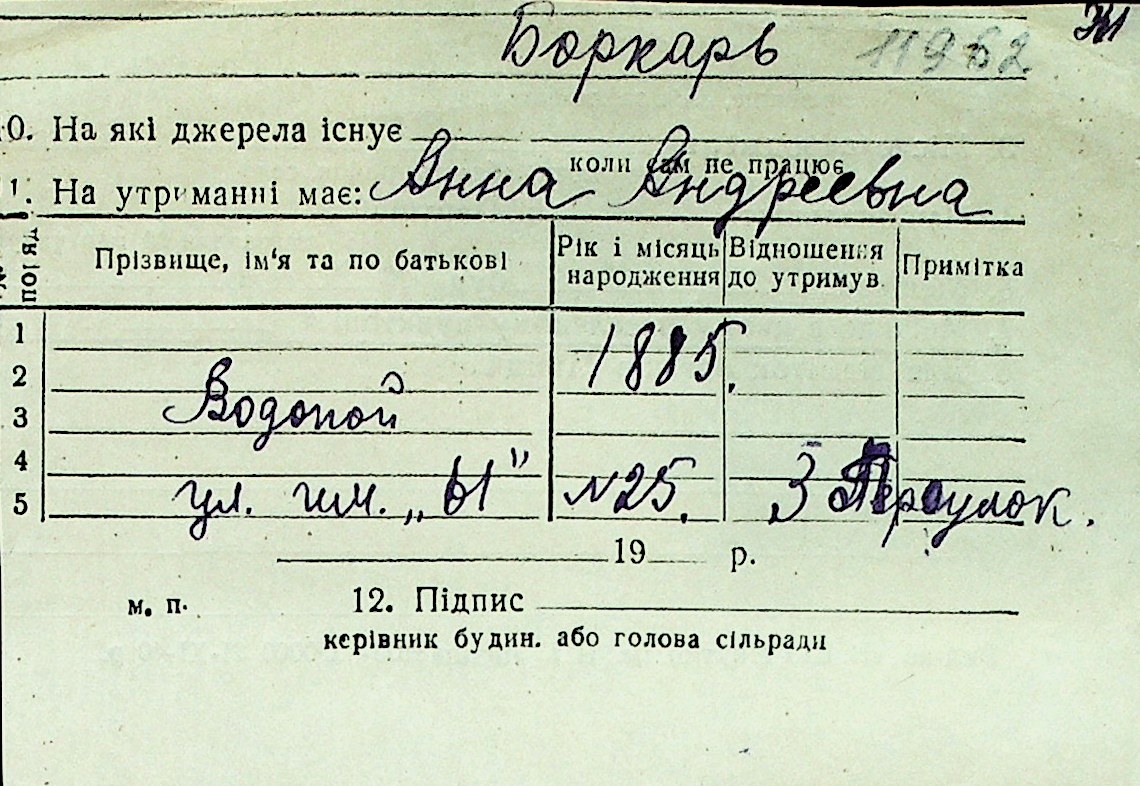 Боркарь 11962 Ж
0. На які джерела існує
коли сам не працює
1. На утриманні має: Анна Андреевна
Прізвище, ім'я та по батькові Рік і місяць народження Відношення до утримув. Примітка
1
1885.
2
Водопой
3
4
5 ул. им. „Ы" №25. 3 Переулок.
19 р.
м. п. 12. Підпис
керівник будин. або голова сільради